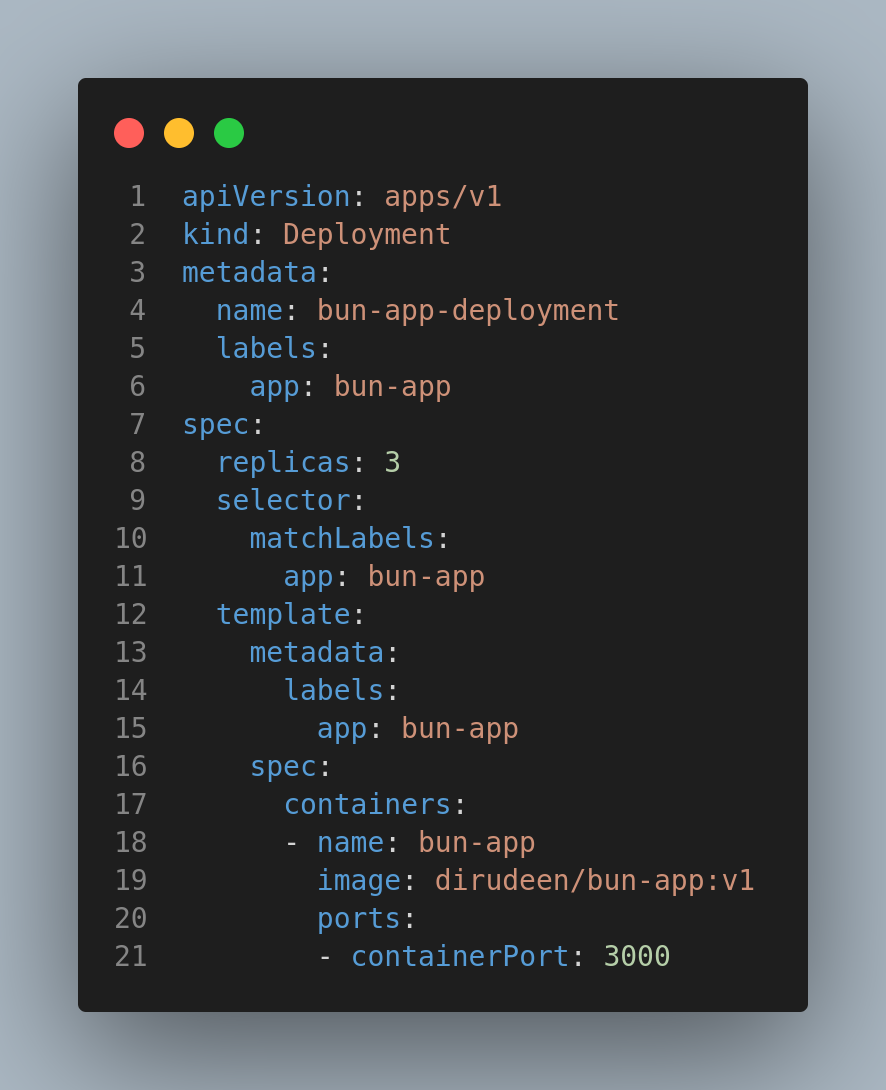 1 apiVersion: apps/v1
2 kind: Deployment
3 metadata:
4   name: bun-app-deployment
5   labels:
6     app: bun-app
7 spec:
8   replicas: 3
9   selector:
10     matchLabels:
11       app: bun-app
12   template:
13     metadata:
14       labels:
15         app: bun-app
16     spec:
17       containers:
18       - name: bun-app
19         image: dirudeen/bun-app:v1
20         ports:
21         - containerPort: 3000